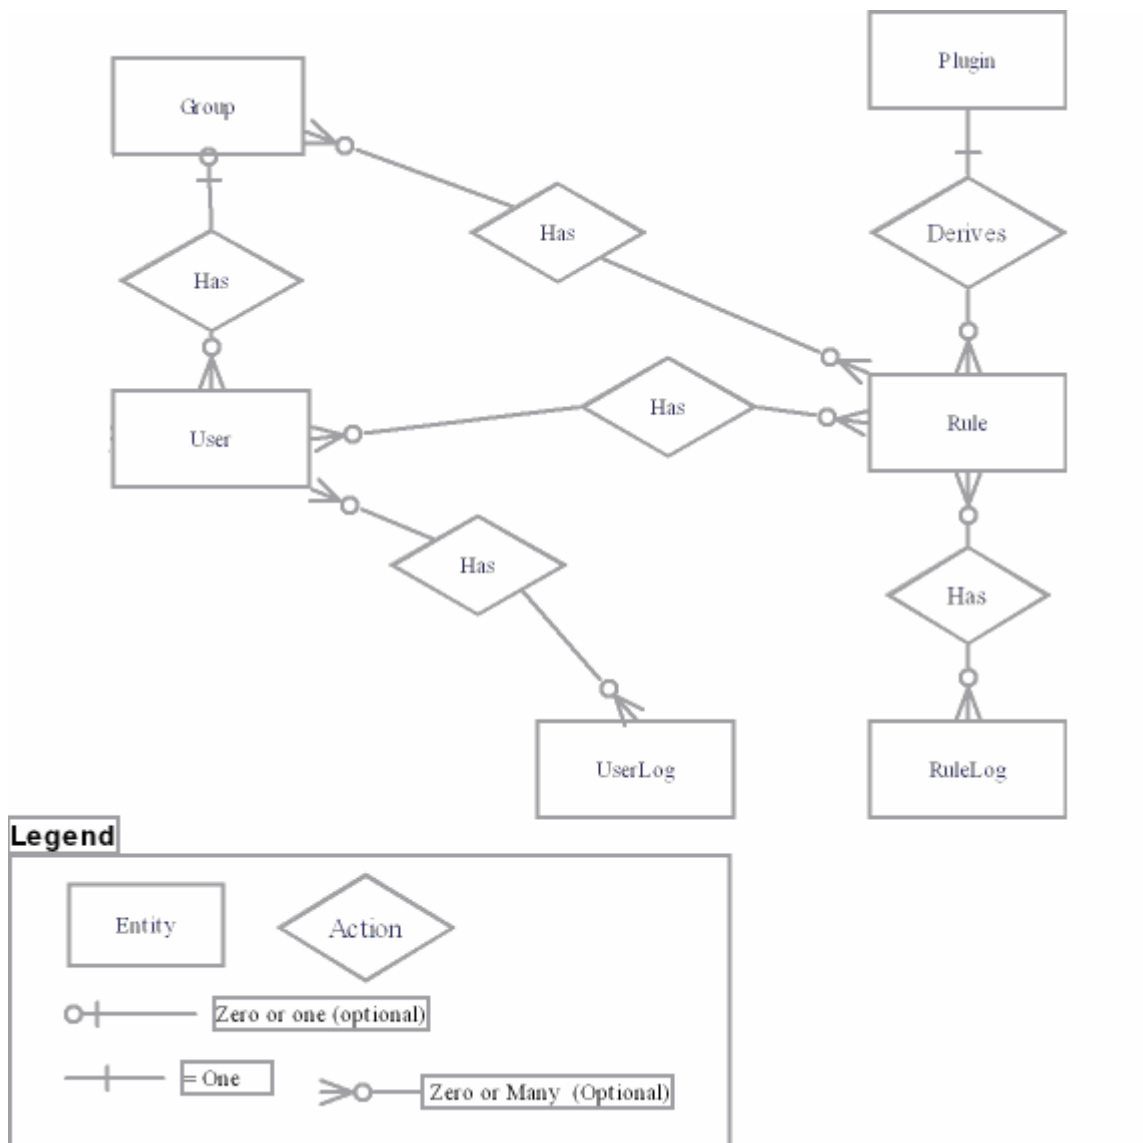 Plugin
Group
Has
Derives
Has
Has
Rule
User
Has
Has
UserLog
RuleLog
Legend
Entity
Action
Zero or one (optional)
= One
Zero or Many (Optional)